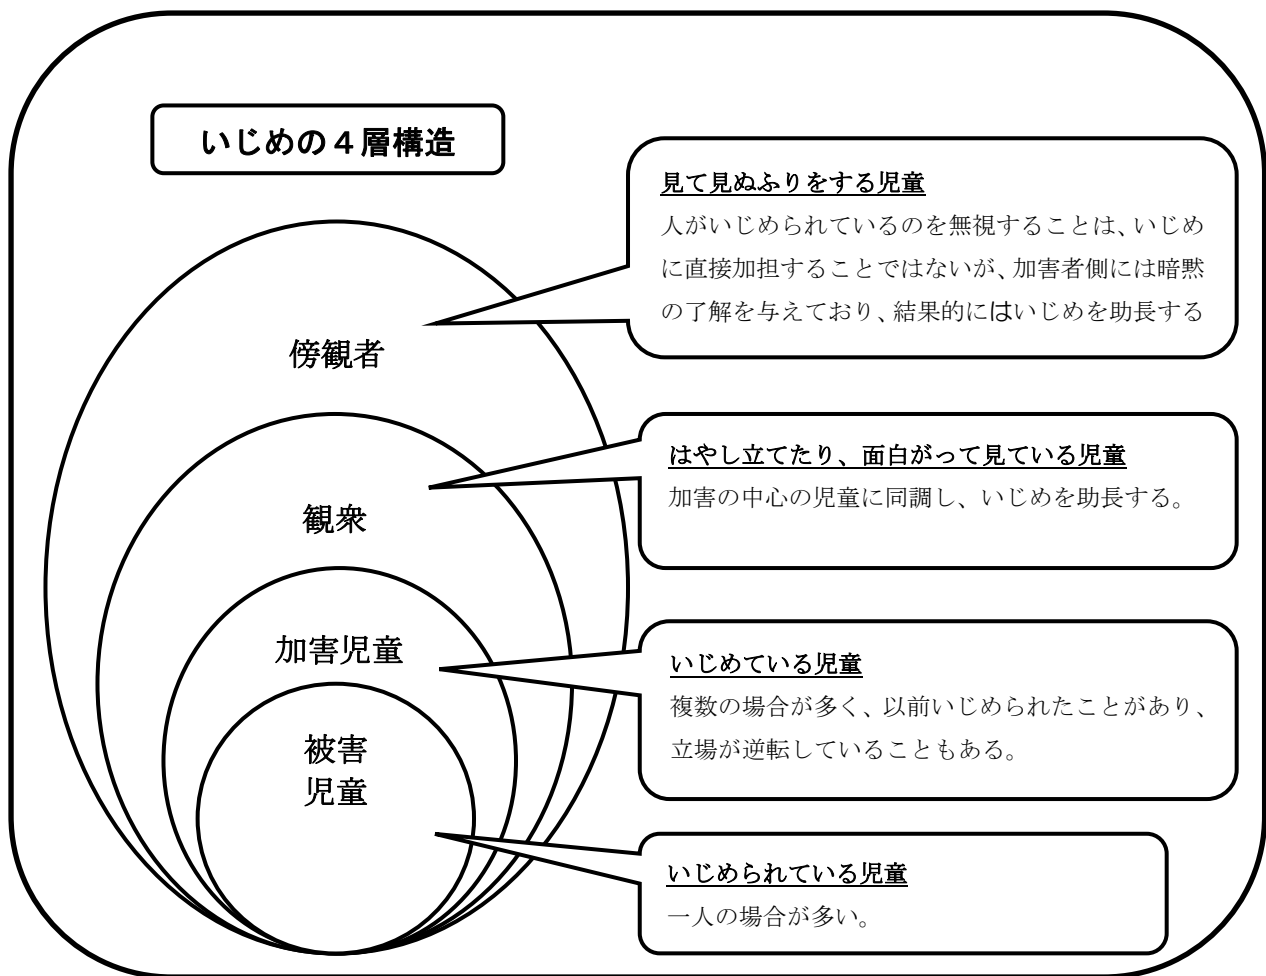 いじめの４層構造
見て見ぬふりをする児童
人がいじめられているのを無視することは、いじめ
に直接加担することではないが、加害者側には暗黙
の了解を与えており、結果的にはいじめを助長する
傍観者
はやし立てたり、面白がって見ている児童
加害の中心の児童に同調し、いじめを助長する。
観衆
いじめている児童
複数の場合が多く、以前いじめられたことがあり、
立場が逆転していることもある。
加害児童
被害
児童
いじめられている児童
一人の場合が多い。